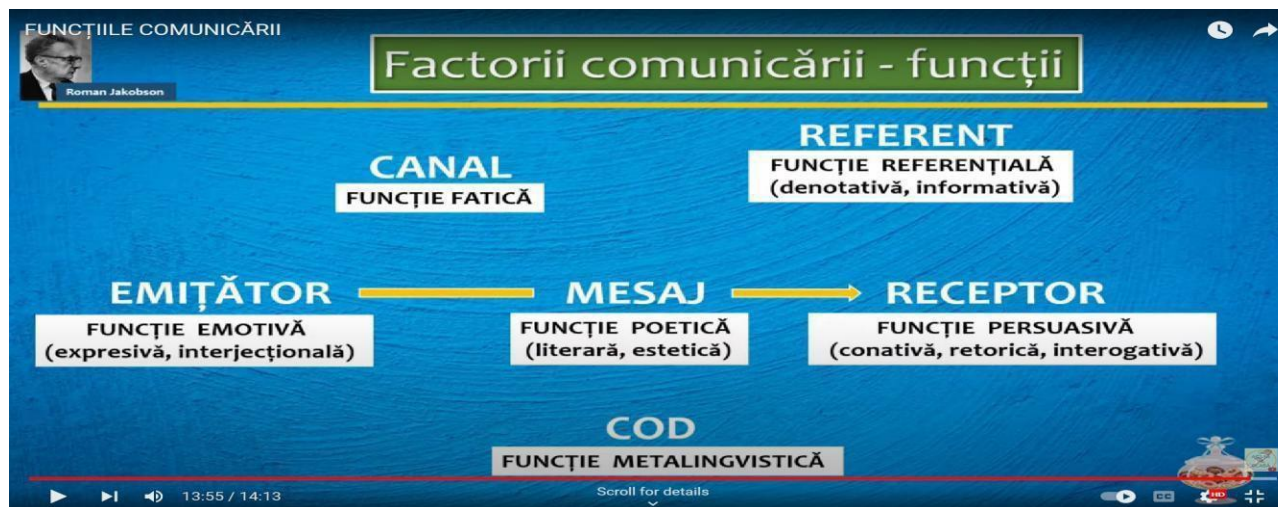 FUNCȚIILE COMUNICĂRII
Roman Jakobson
Factorii comunicării - funcții
REFERENT
FUNCȚIE REFERENȚIALĂ
(denotativă, informativă)
CANAL
FUNCȚIE FATICĂ
EMIȚĂTOR
FUNCȚIE EMOTIVĂ
(expresivă, interjecțională)
MESAJ
FUNCȚIE POETICĂ
(literară, estetică)
RECEPTOR
FUNCȚIE PERSUASIVĂ
(conativă, retorică, interogativă)
COD
FUNCȚIE METALINGVISTICĂ
13:55 / 14:13
Scroll for details
CC
HD